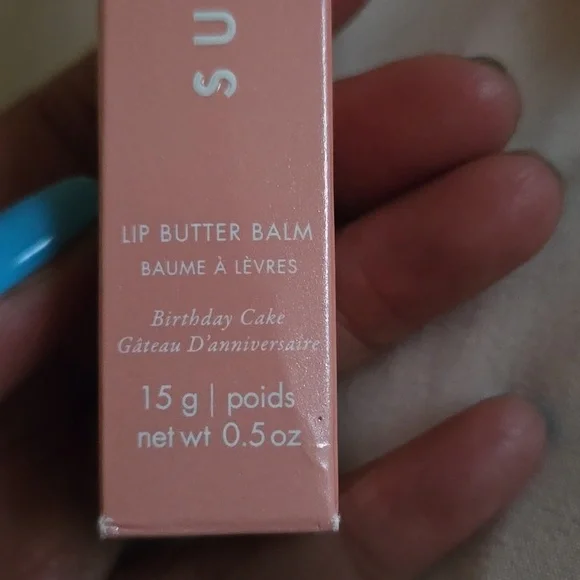 SU
LIP BUTTER BALM
BAUME À LÈVRES
Birthday Cake
Gâteau D'anniversaire
15 g | poids
net wt 0.5 oz